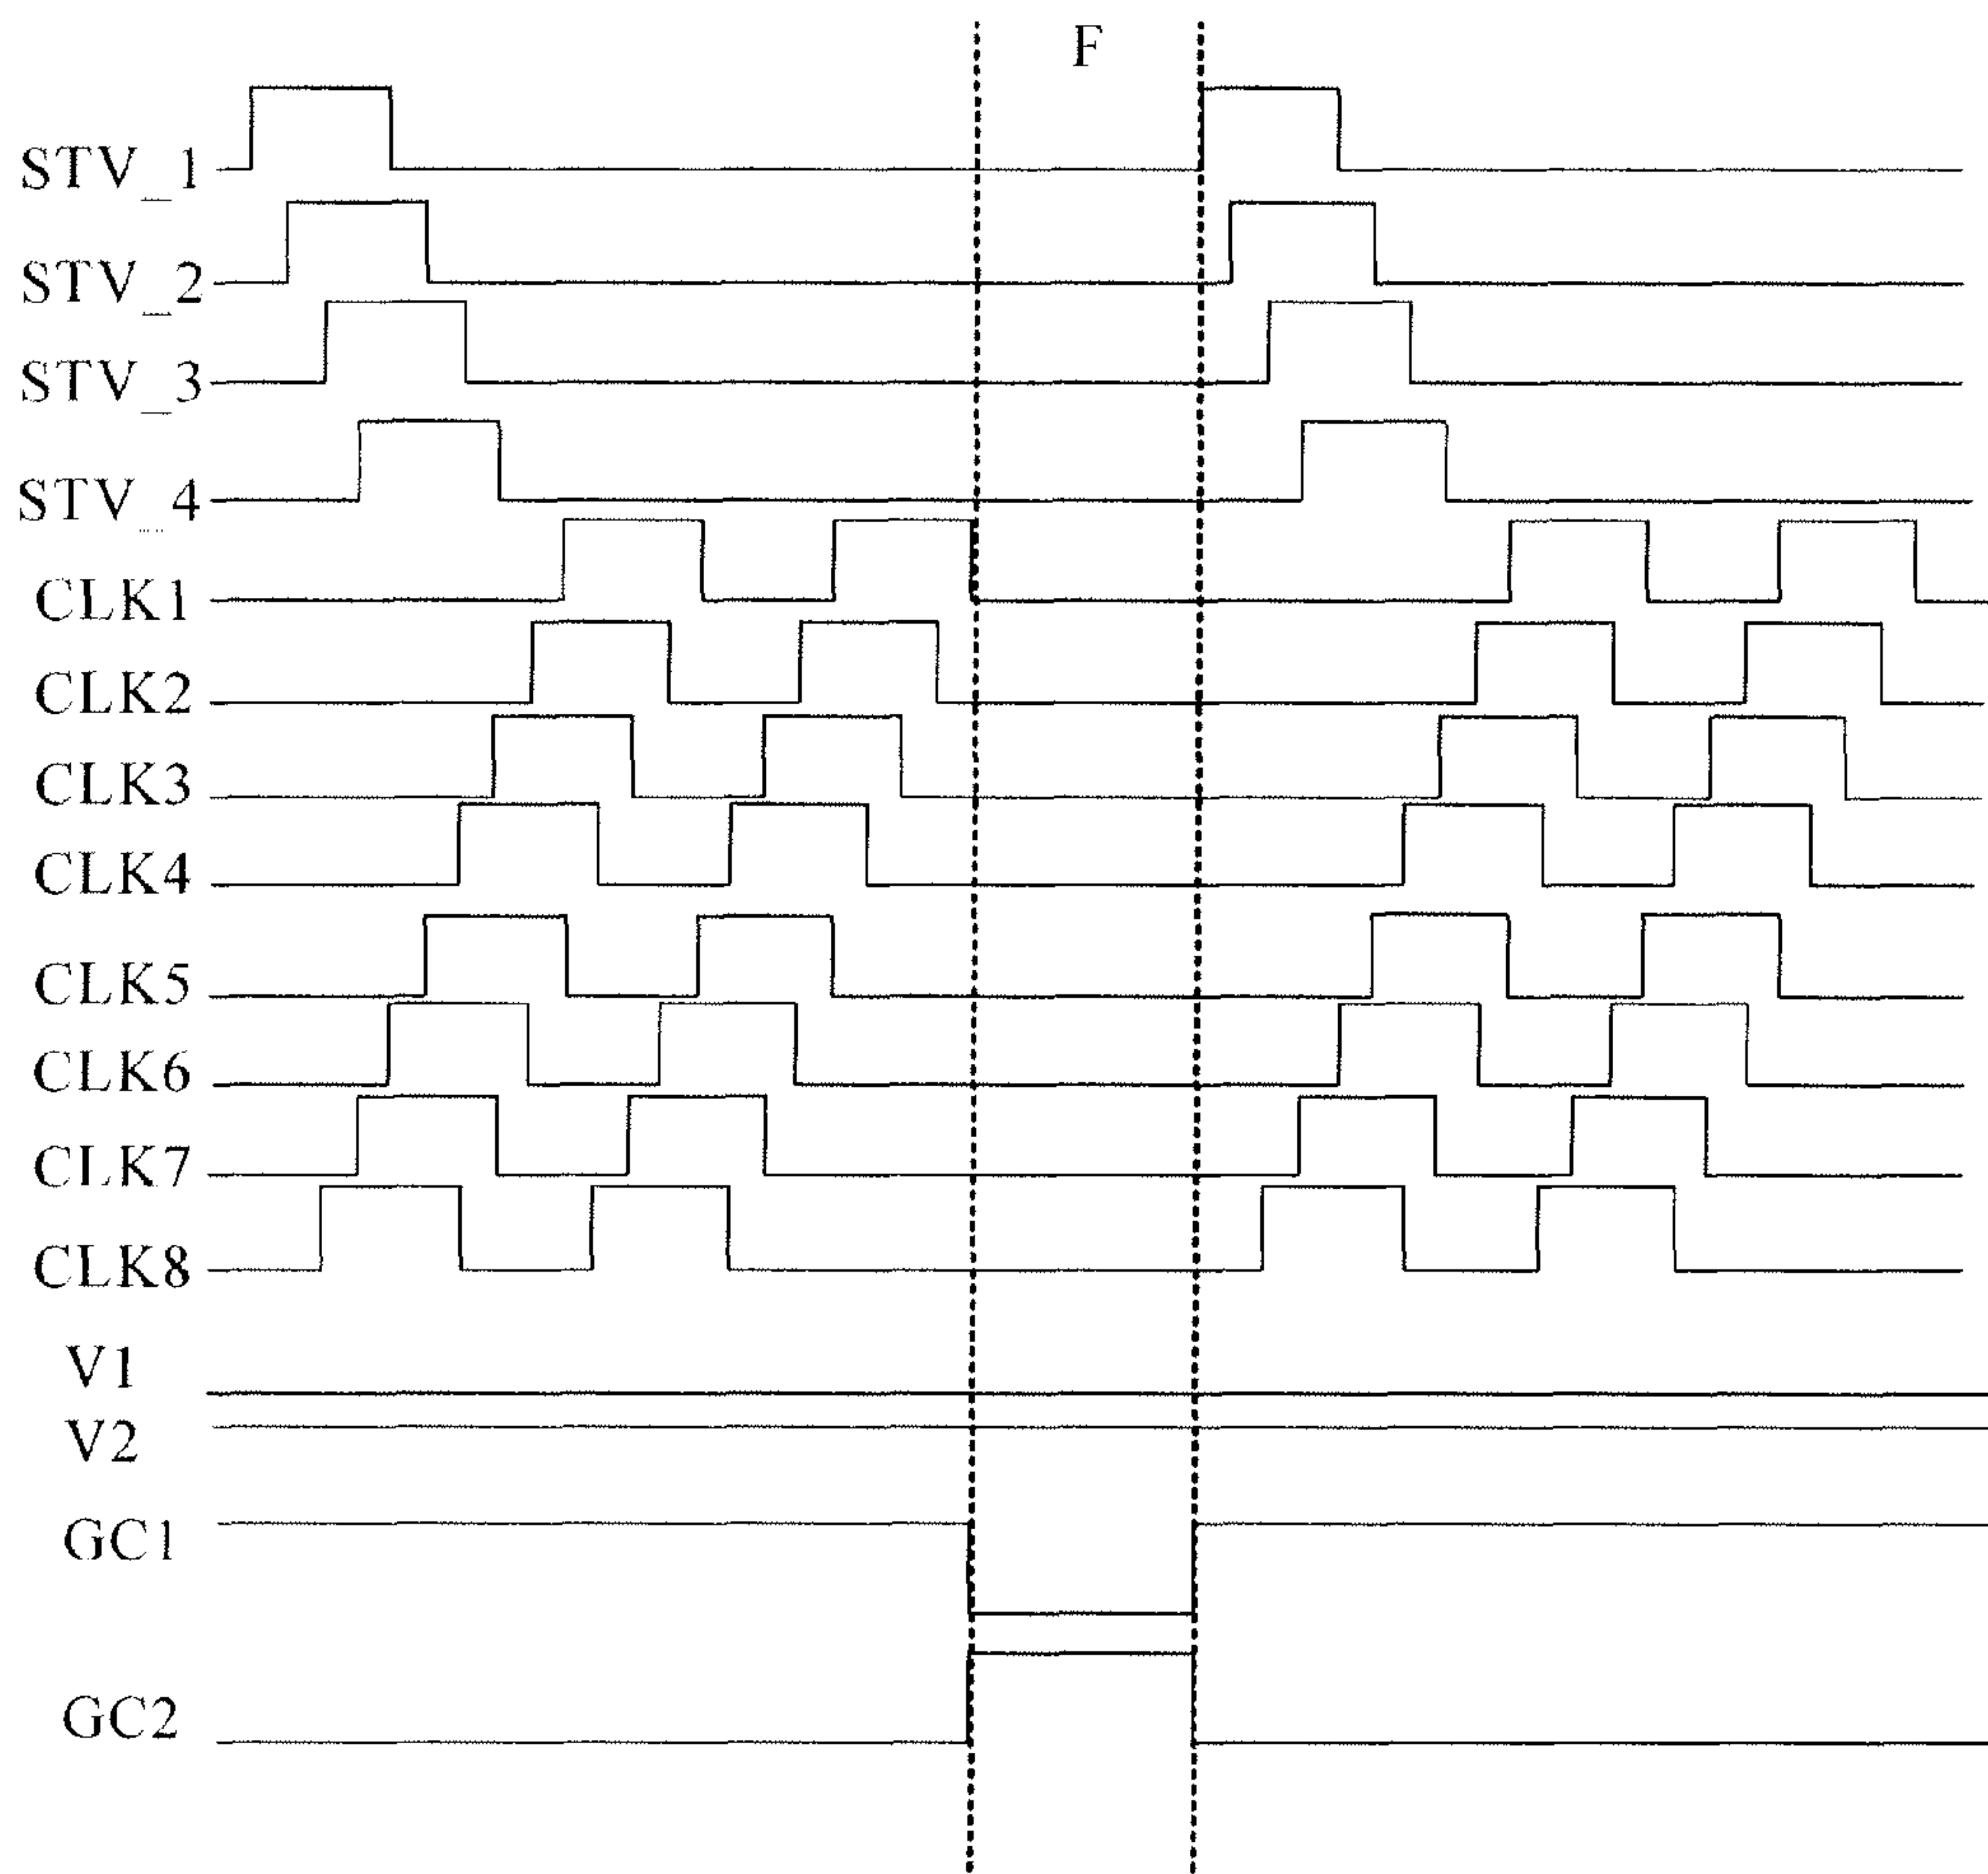 F
STV_1
STV_2
STV_3
STV_4
CLK1
CLK2
CLK3
CLK4
CLK5
CLK6
CLK7
CLK8
V1
V2
GC1
GC2